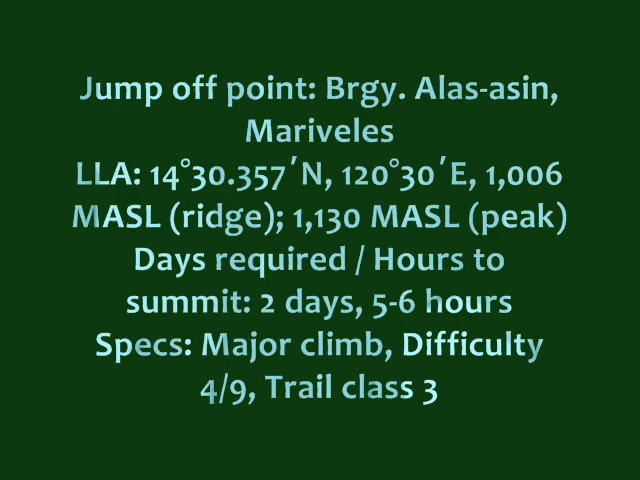 Jump off point: Brgy. Alas-asin,
Mariveles
LLA: 14°30.357′N, 120°30′E, 1,006
MASL (ridge); 1,130 MASL (peak)
Days required / Hours to
summit: 2 days, 5-6 hours
Specs: Major climb, Difficulty
4/9, Trail class 3